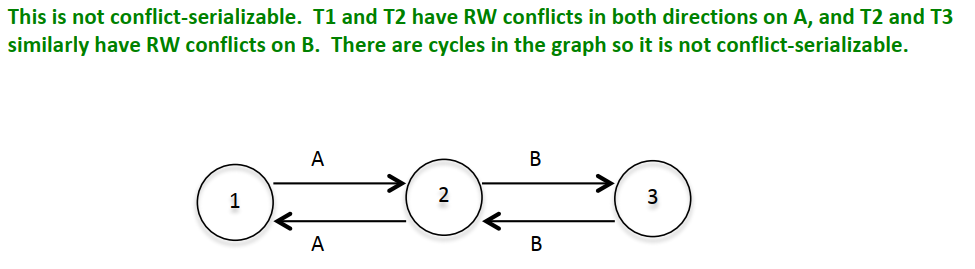 This is not conflict-serializable.  T1 and T2 have RW conflicts in both directions on A, and T2 and T3
similarly have RW conflicts on B.  There are cycles in the graph so it is not conflict-serializable.
A B
1 2 3
A B